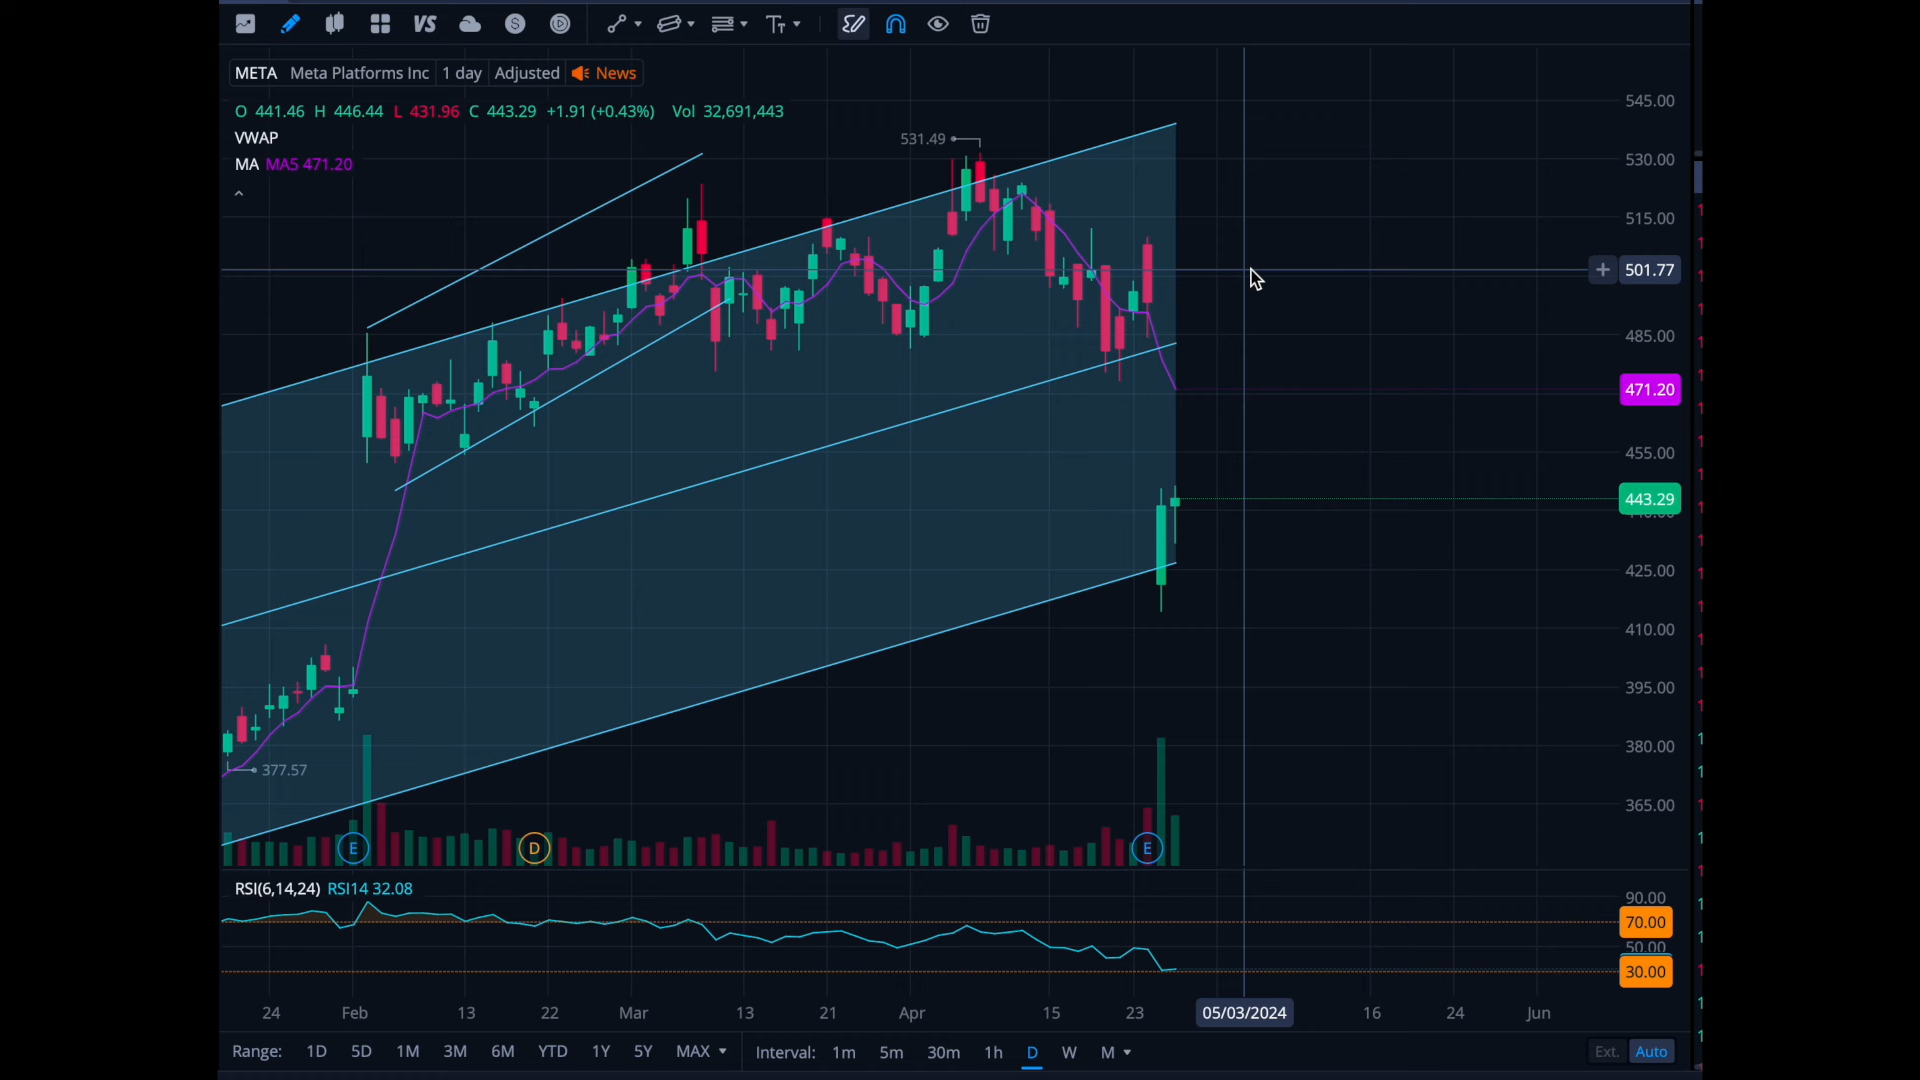 VS
META Meta Platforms Inc 1 day Adjusted News
O 441.46 H 446.44 L 431.96 C 443.29 +1.91 (+0.43%) Vol 32,691,443
VWAP
MA MA5 471.20
545.00
531.49
530.00
515.00
+ 501.77
485.00
471.20
455.00
443.29
425.00
410.00
395.00
380.00
377.57
365.00
E D E
RSI(6,14,24) RSI14 32.08
90.00
70.00
50.00
30.00
24 Feb 13 22 Mar 13 21 Apr 15 23 05/03/2024 16 24 Jun
Range: 1D 5D 1M 3M 6M YTD 1Y 5Y MAX Interval: 1m 5m 30m 1h D W M Ext. Auto